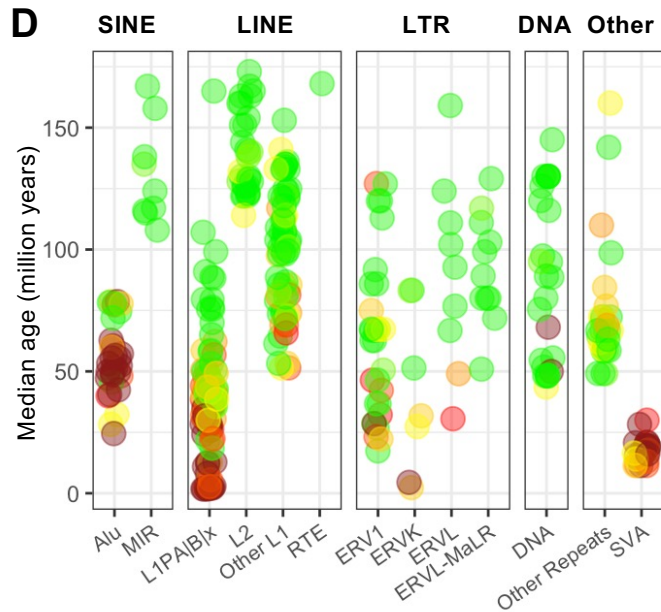 D
SINE LINE LTR DNA Other
Median age (million years)
150
100
50
0
Alu
MIR
L1PA|B|x
L2
Other L1
RTE
ERV1
ERVK
ERVL
ERVL-MaLR
DNA
Other Repeats
SVA